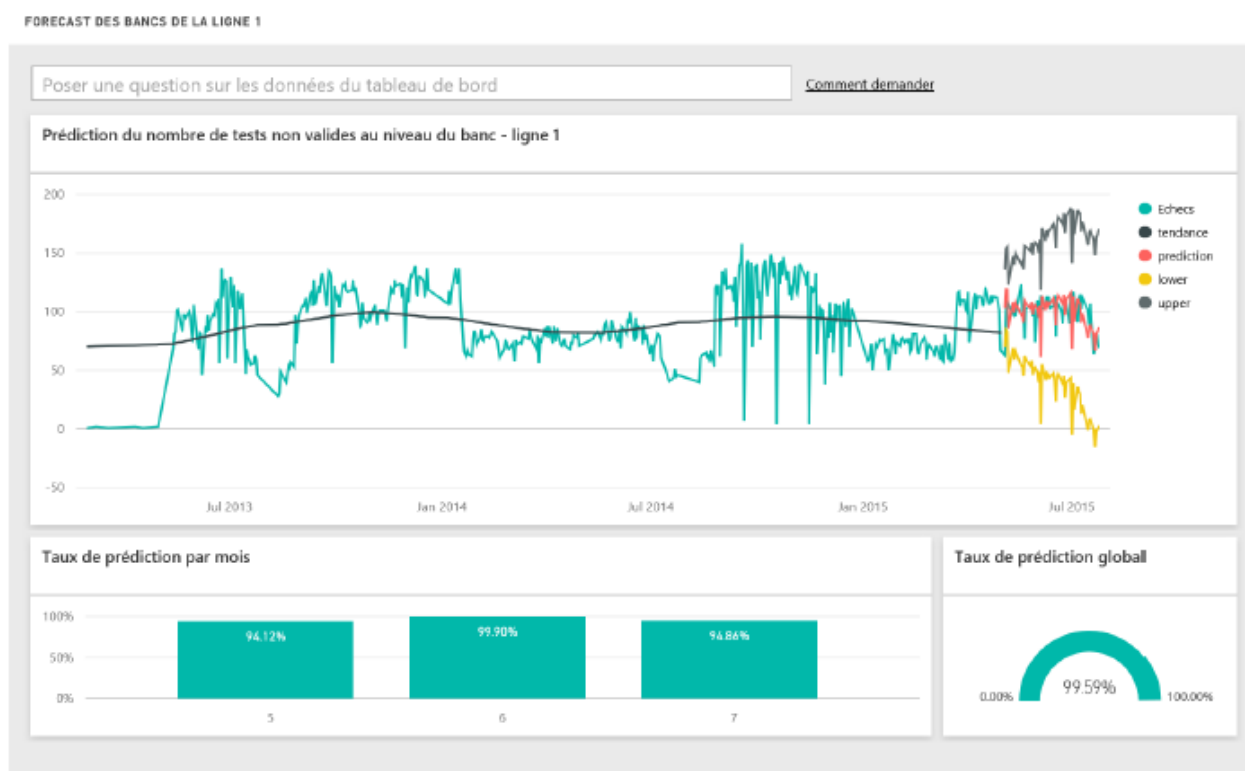 FORECAST DES BANCS DE LA LIGNE 1
Poser une question sur les données du tableau de bord
Comment demander
Prédiction du nombre de tests non valides au niveau du banc - ligne 1
200
150
100
50
0
-50
Jul 2013
Jan 2014
Jul 2014
Jan 2015
Jul 2015
Echecs
tendance
prediction
lower
upper
Taux de prédiction par mois
100%
50%
0%
94.12%
99.90%
94.86%
5
6
7
Taux de prédiction globall
0.00%
99.59%
100.00%